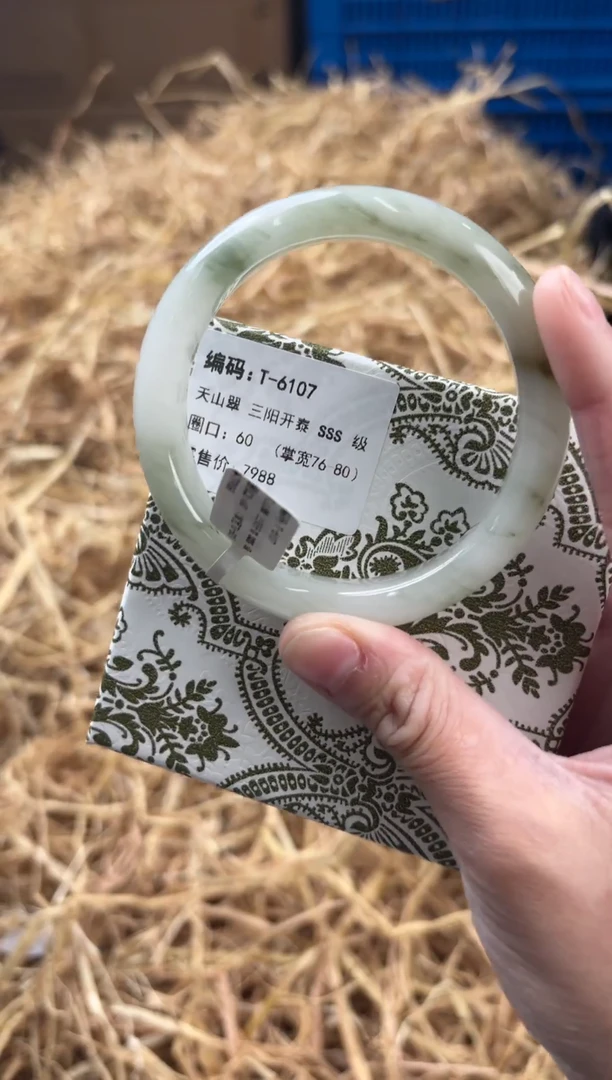 编码：T-6107
天山翠 三阳开泰 SSS 级
圈口：60 （掌宽76-80）
售价 7988